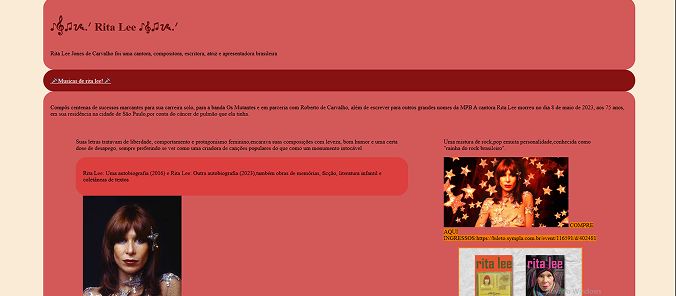 Rita Lee
Rita Lee Jones de Carvalho foi uma cantora, compositora, escritora, atriz e apresentadora brasileira
Musicas de rita lee!
Compôs centenas de sucessos marcantes para sua carreira solo, para a banda Os Mutantes e em parceria com Roberto de Carvalho, além de escrever para outros grandes nomes da MPB.A cantora Rita Lee morreu no dia 8 de maio de 2023, aos 75 anos,
em sua residência na cidade de São Paulo,por conta do câncer de pulmão que ela tinha.
Suas letras tratavam de liberdade, comportamento e protagonismo feminino,encarava suas composições com leveza, bom humor e uma certa
dose de desapego, sempre preferindo se ver como uma criadora de canções populares do que como um monumento intocável
Rita Lee: Uma autobiografia (2016) e Rita Lee: Outra autobiografia (2023),também obras de memórias, ficção, literatura infantil e
coletâneas de textos
Uma mistura de rock,pop emuita personalidade,conhecida como
"rainha do rock brasileiro".
COMPRE
AQUI
INGRESSOS:https://bileto.sympla.com.br/event/116591/d/402481
rita lee rita lee
Windows